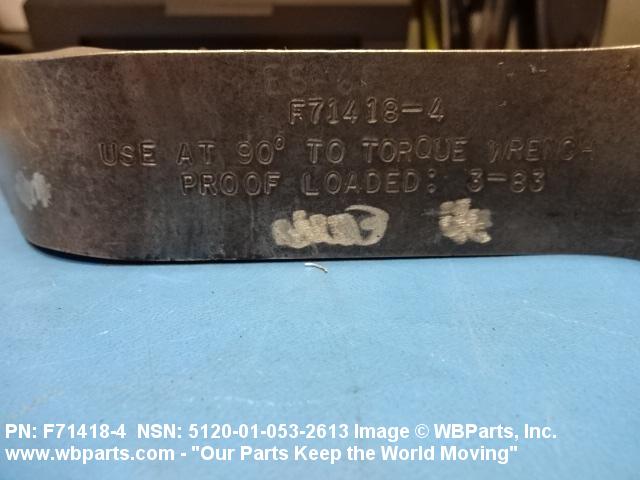 F71418-4
USE AT 90° TO TORQUE WRENCH
PROOF LOADED: 3-83
PN: F71418-4 NSN: 5120-01-053-2613 Image © WBParts, Inc.
www.wbparts.com - "Our Parts Keep the World Moving"